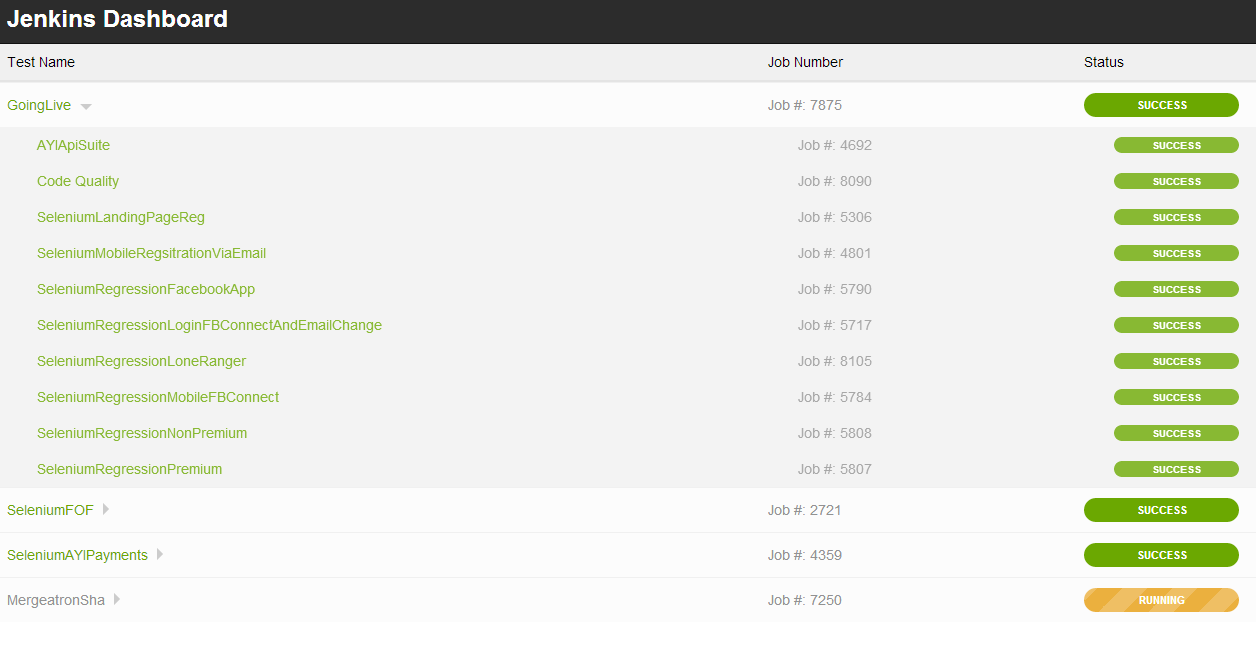 Jenkins Dashboard
Test Name Job Number Status
GoingLive Job #: 7875 SUCCESS
AYIApiSuite Job #: 4692 SUCCESS
Code Quality Job #: 8090 SUCCESS
SeleniumLandingPageReg Job #: 5306 SUCCESS
SeleniumMobileRegsitrationViaEmail Job #: 4801 SUCCESS
SeleniumRegressionFacebookApp Job #: 5790 SUCCESS
SeleniumRegressionLoginFBConnectAndEmailChange Job #: 5717 SUCCESS
SeleniumRegressionLoneRanger Job #: 8105 SUCCESS
SeleniumRegressionMobileFBConnect Job #: 5784 SUCCESS
SeleniumRegressionNonPremium Job #: 5808 SUCCESS
SeleniumRegressionPremium Job #: 5807 SUCCESS
SeleniumFOF Job #: 2721 SUCCESS
SeleniumAYIPayments Job #: 4359 SUCCESS
MergeatronSha Job #: 7250 RUNNING